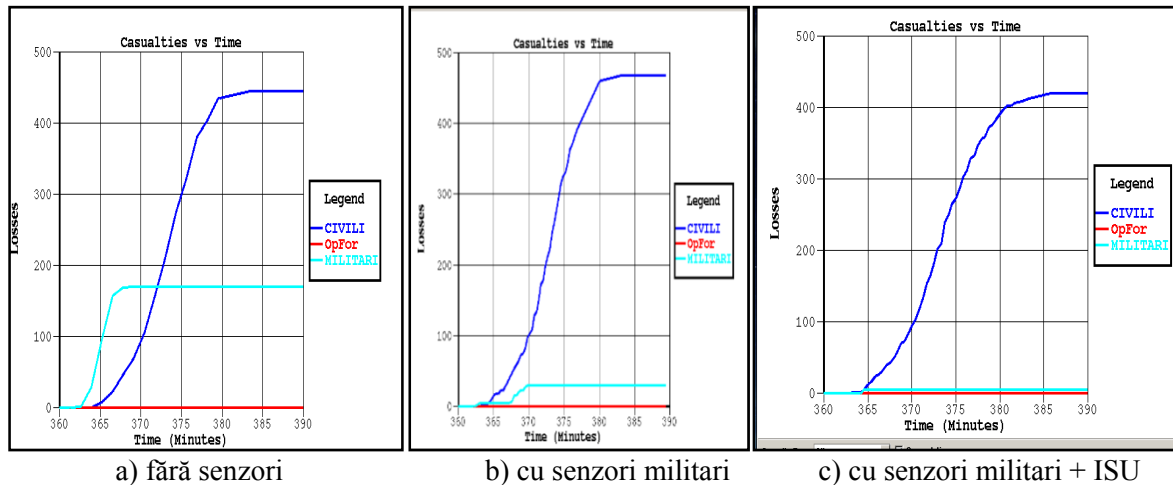 Casualties vs Time
500
400
300
200
100
0
Losses
360 365 370 375 380 385 390
Time (Minutes)
Legend
CIVILI
OpFor
MILITARI
a) fără senzori
Casualties vs Time
500
400
300
200
100
0
Losses
360 365 370 375 380 385 390
Time (Minutes)
Legend
CIVILI
OpFor
MILITARI
b) cu senzori militari
Casualties vs Time
500
400
300
200
100
0
Losses
360 365 370 375 380 385 390
Time (Minutes)
Legend
CIVILI
OpFor
MILITARI
c) cu senzori militari + ISU